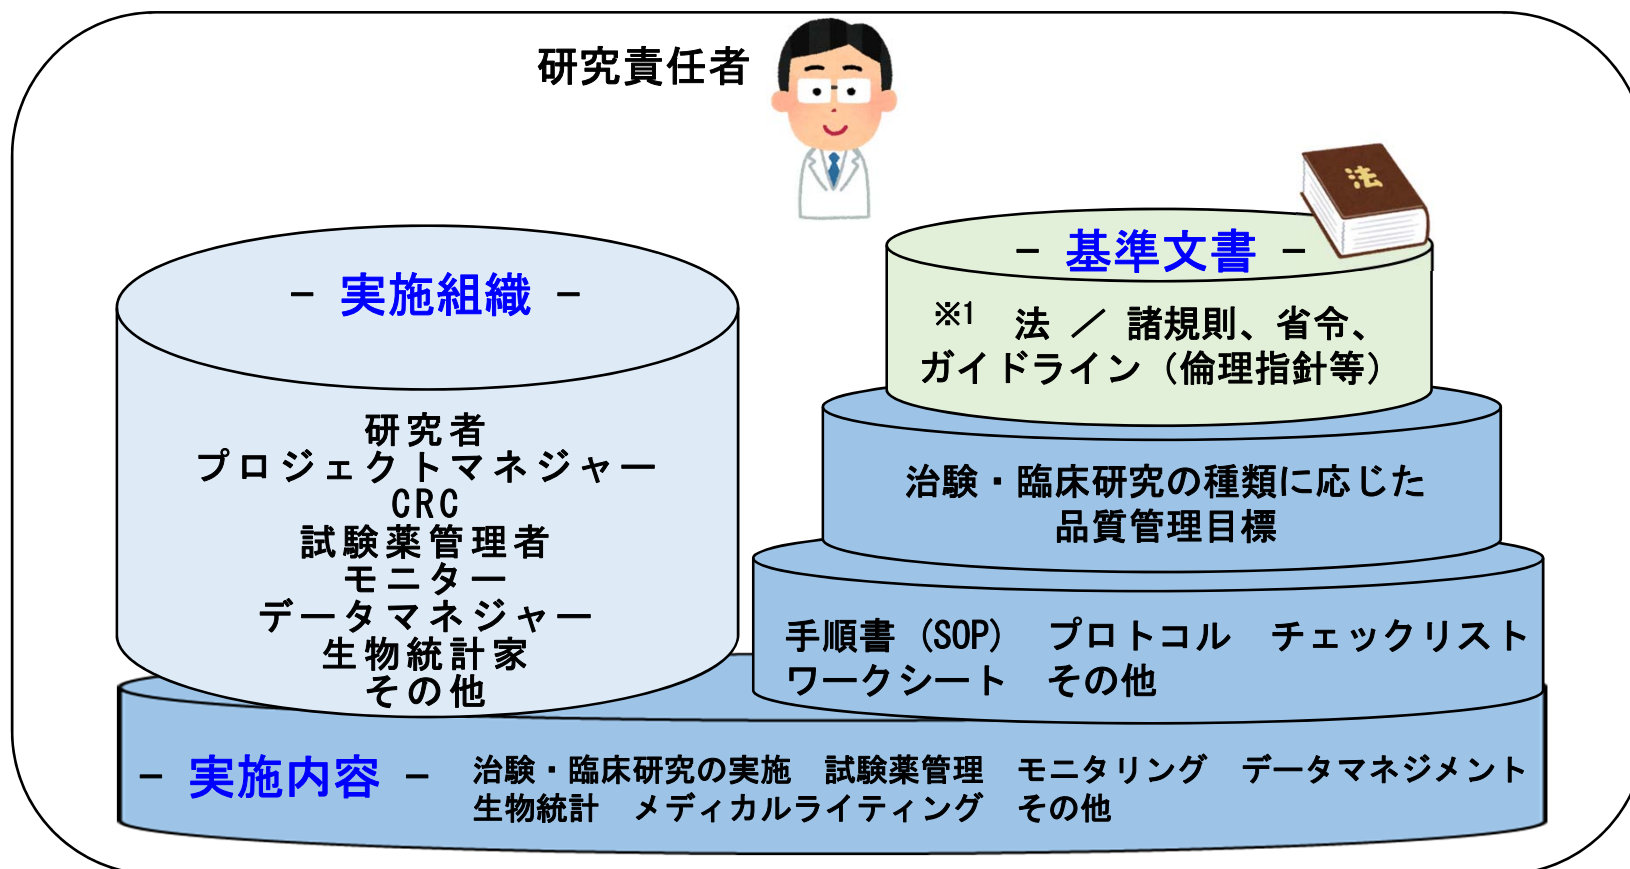 研究責任者
法
－ 実施組織 －
研究者
プロジェクトマネジャー
CRC
試験薬管理者
モニター
データマネジャー
生物統計家
その他
－ 基準文書 －
※1　法 ／ 諸規則、省令、
ガイドライン（倫理指針等）
治験・臨床研究の種類に応じた
品質管理目標
手順書（SOP）　プロトコル　チェックリスト
ワークシート　その他
－ 実施内容 －
治験・臨床研究の実施　試験薬管理　モニタリング　データマネジメント
生物統計　メディカルライティング　その他